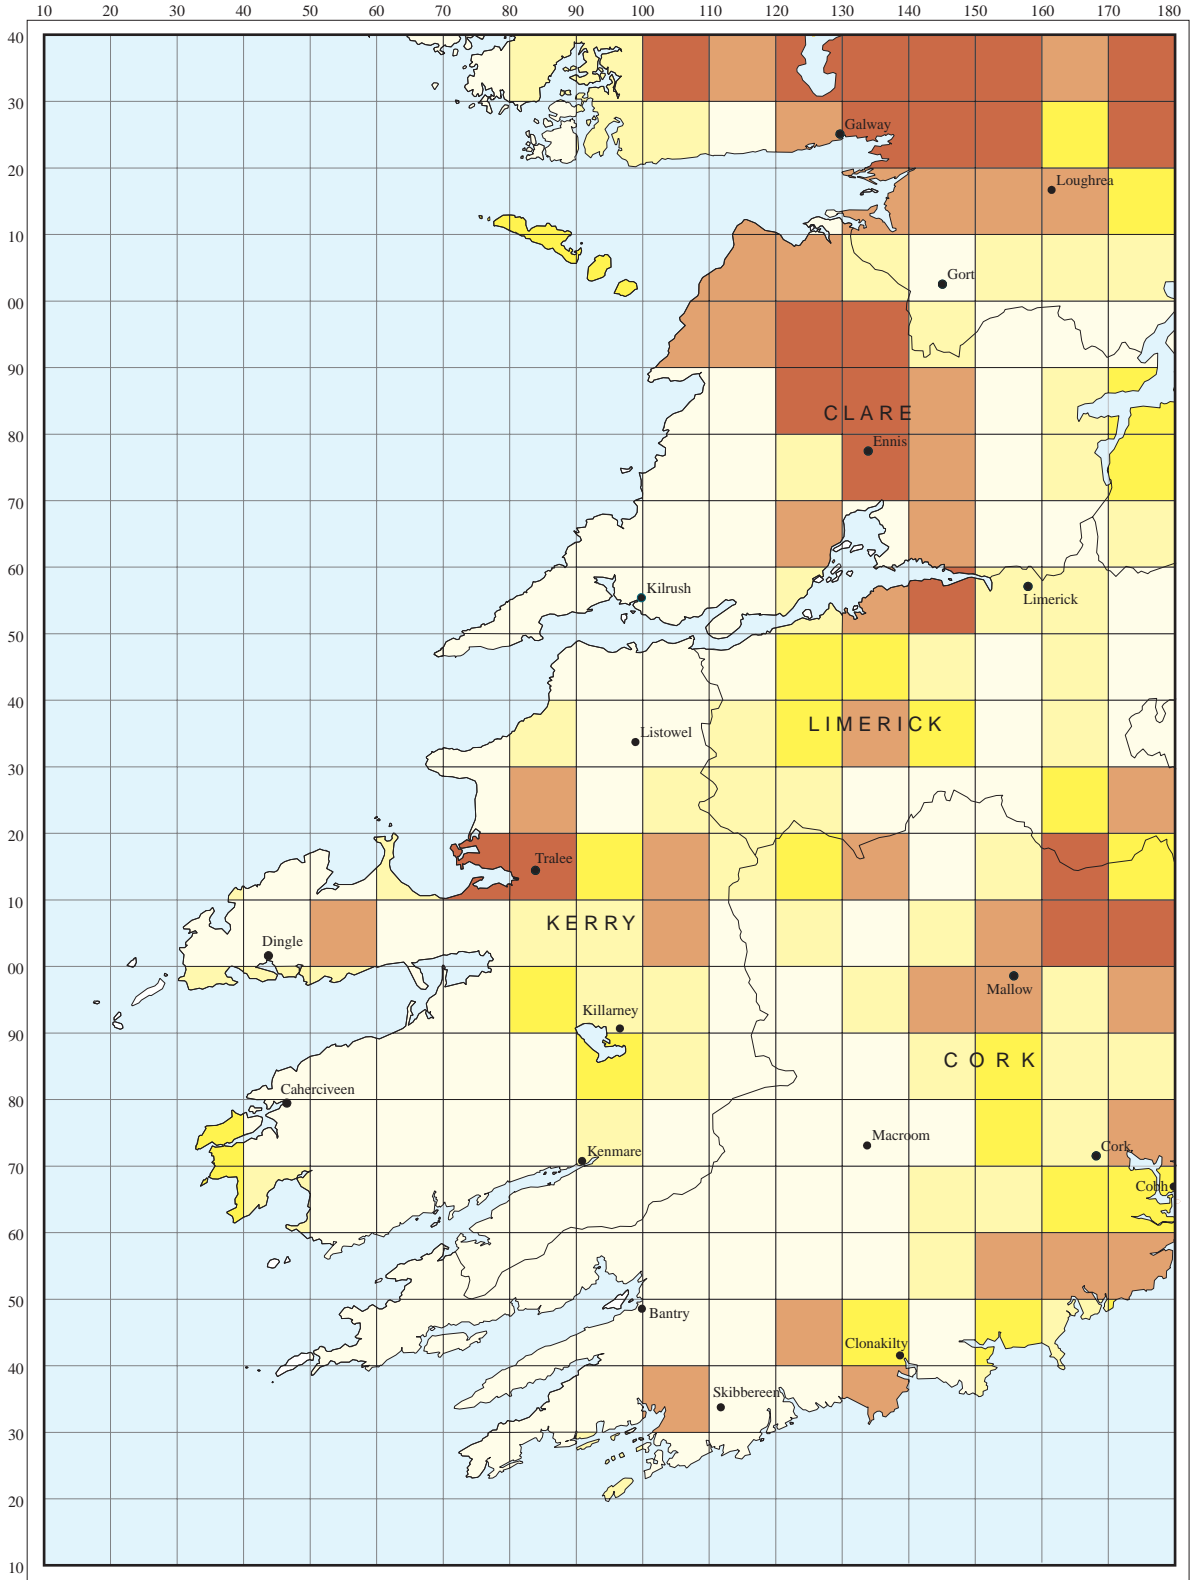 10 20 30 40 50 60 70 80 90 100 110 120 130 140 150 160 170 180
40
30
Galway
20
Loughrea
10
Gort
00
90
CLARE
80
Ennis
70
60
Kilrush
Limerick
50
40
LIMERICK
Listowel
30
20
Tralee
10
KERRY
Dingle
00
Mallow
Killarney
90
CORK
Caherciveen
80
Macroom
Cork
Kenmare
70
Cobh
60
50
Bantry
Clonakilty
40
Skibbereen
30
20
10